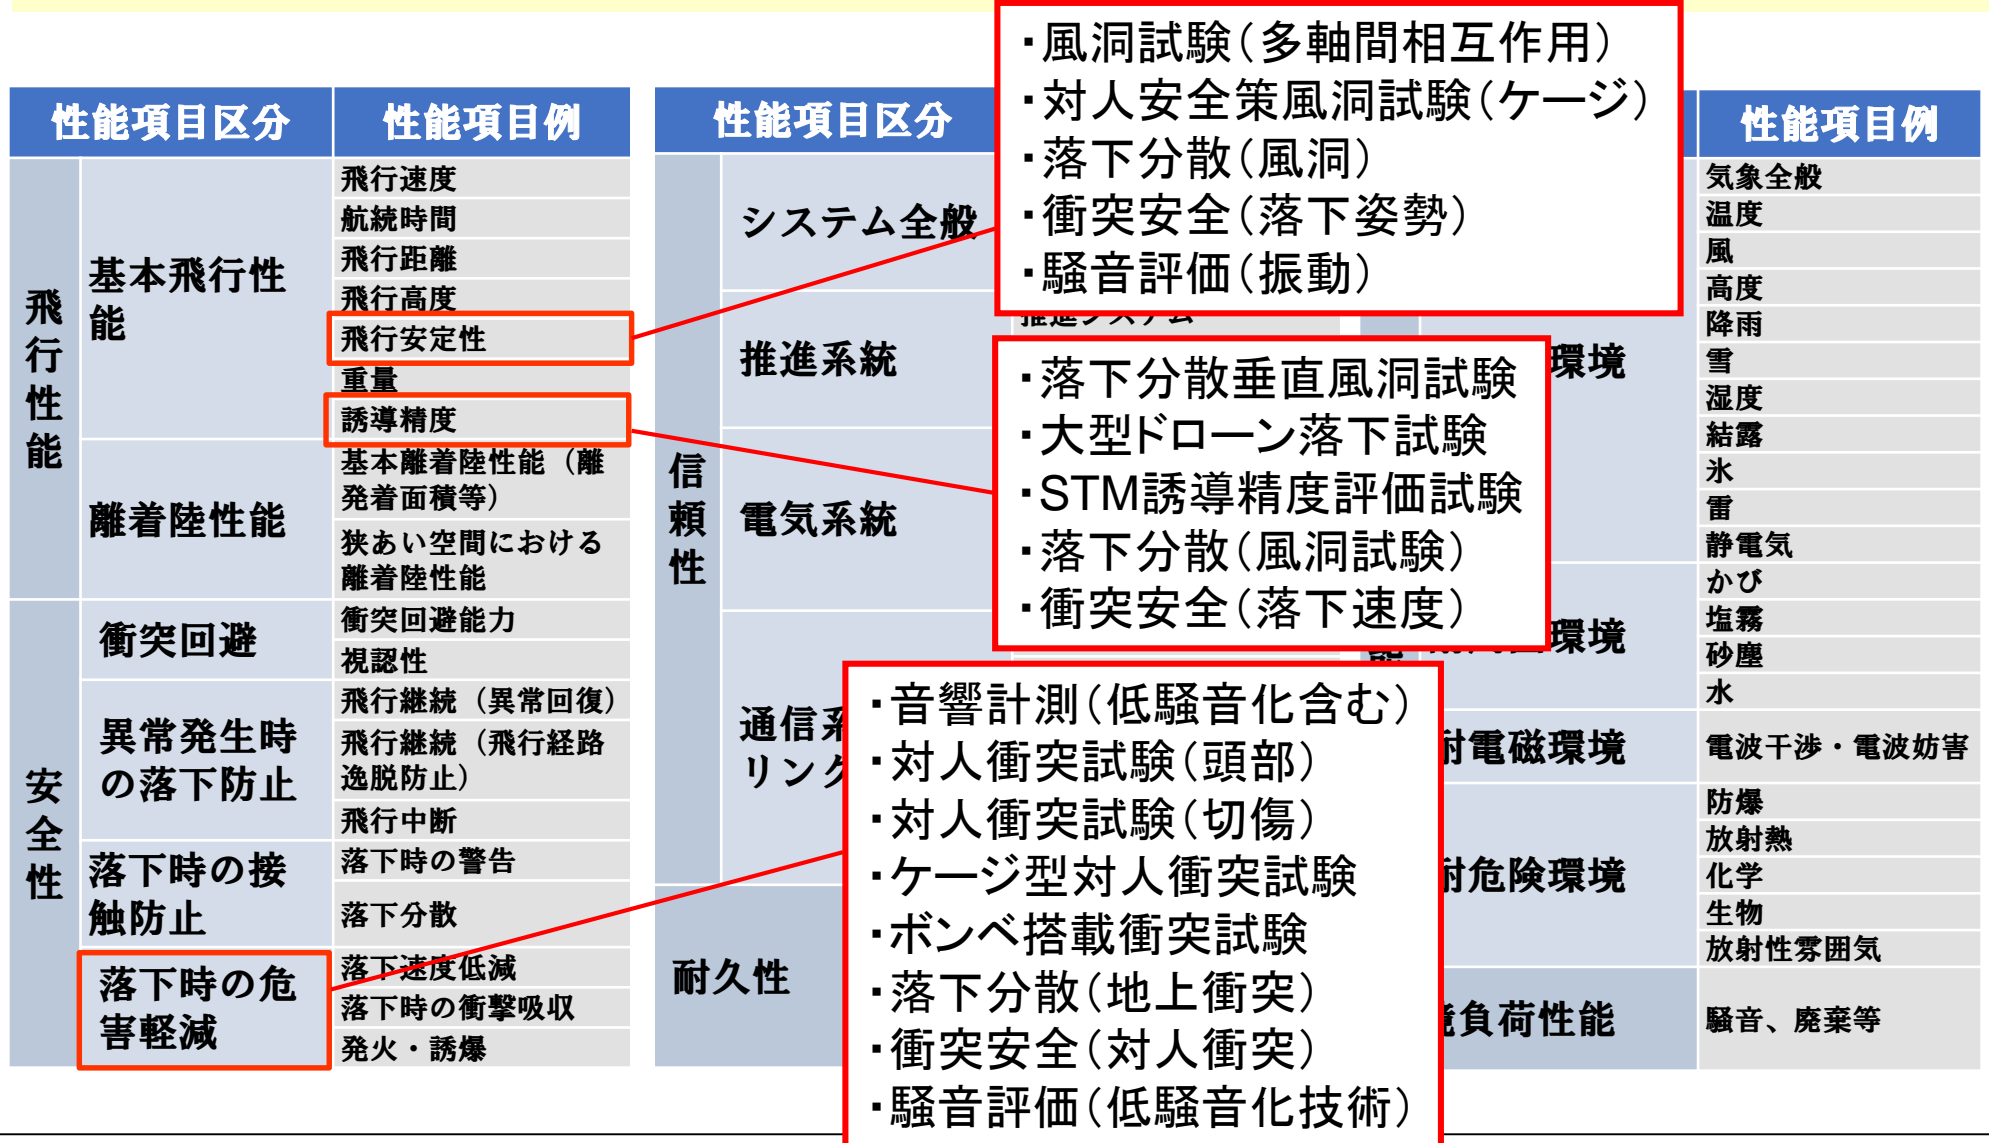 性能項目区分
性能項目例
飛行性能
基本飛行性
能
飛行速度
航続時間
飛行距離
飛行高度
飛行安定性
重量
誘導精度
離着陸性能
基本離着陸性能（離
発着面積等）
狭あい空間における
離着陸性能
安全性
衝突回避
衝突回避能力
視認性
異常発生時
の落下防止
飛行継続（異常回復）
飛行継続（飛行経路
逸脱防止）
飛行中断
落下時の接
触防止
落下時の警告
落下分散
落下時の危
害軽減
落下速度低減
落下時の衝撃吸収
発火・誘爆
性能項目区分
信頼性
システム全般
推進系統
推進システム
電気系統
通信系
リンク
耐久性
・風洞試験(多軸間相互作用)
・対人安全策風洞試験(ケージ)
・落下分散(風洞)
・衝突安全(落下姿勢)
・騒音評価(振動)
・落下分散垂直風洞試験
・大型ドローン落下試験
・STM誘導精度評価試験
・落下分散(風洞試験)
・衝突安全(落下速度)
・音響計測(低騒音化含む)
・対人衝突試験(頭部)
・対人衝突試験(切傷)
・ケージ型対人衝突試験
・ボンベ搭載衝突試験
・落下分散(地上衝突)
・衝突安全(対人衝突)
・騒音評価(低騒音化技術)
性能項目例
環境
気象全般
温度
風
高度
降雨
雪
湿度
結露
氷
雷
静電気
環境
かび
塩霧
砂塵
水
耐電磁環境
電波干渉・電波妨害
耐危険環境
防爆
放射熱
化学
生物
放射性雰囲気
負荷性能
騒音、廃棄等